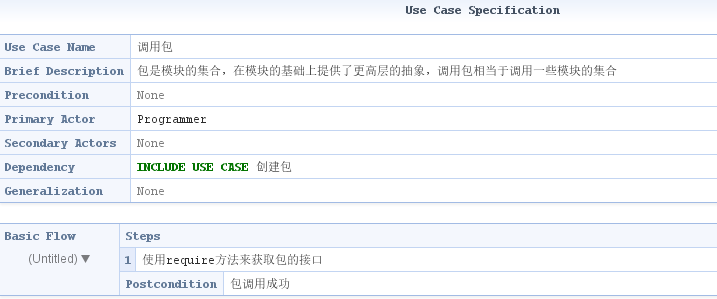 Use Case Specification
Use Case Name 调用包
Brief Description 包是模块的集合，在模块的基础上提供了更高层的抽象，调用包相当于调用一些模块的集合
Precondition None
Primary Actor Programmer
Secondary Actors None
Dependency INCLUDE USE CASE 创建包
Generalization None
Basic Flow Steps
(Untitled) ▼
1 使用require方法来获取包的接口
Postcondition 包调用成功